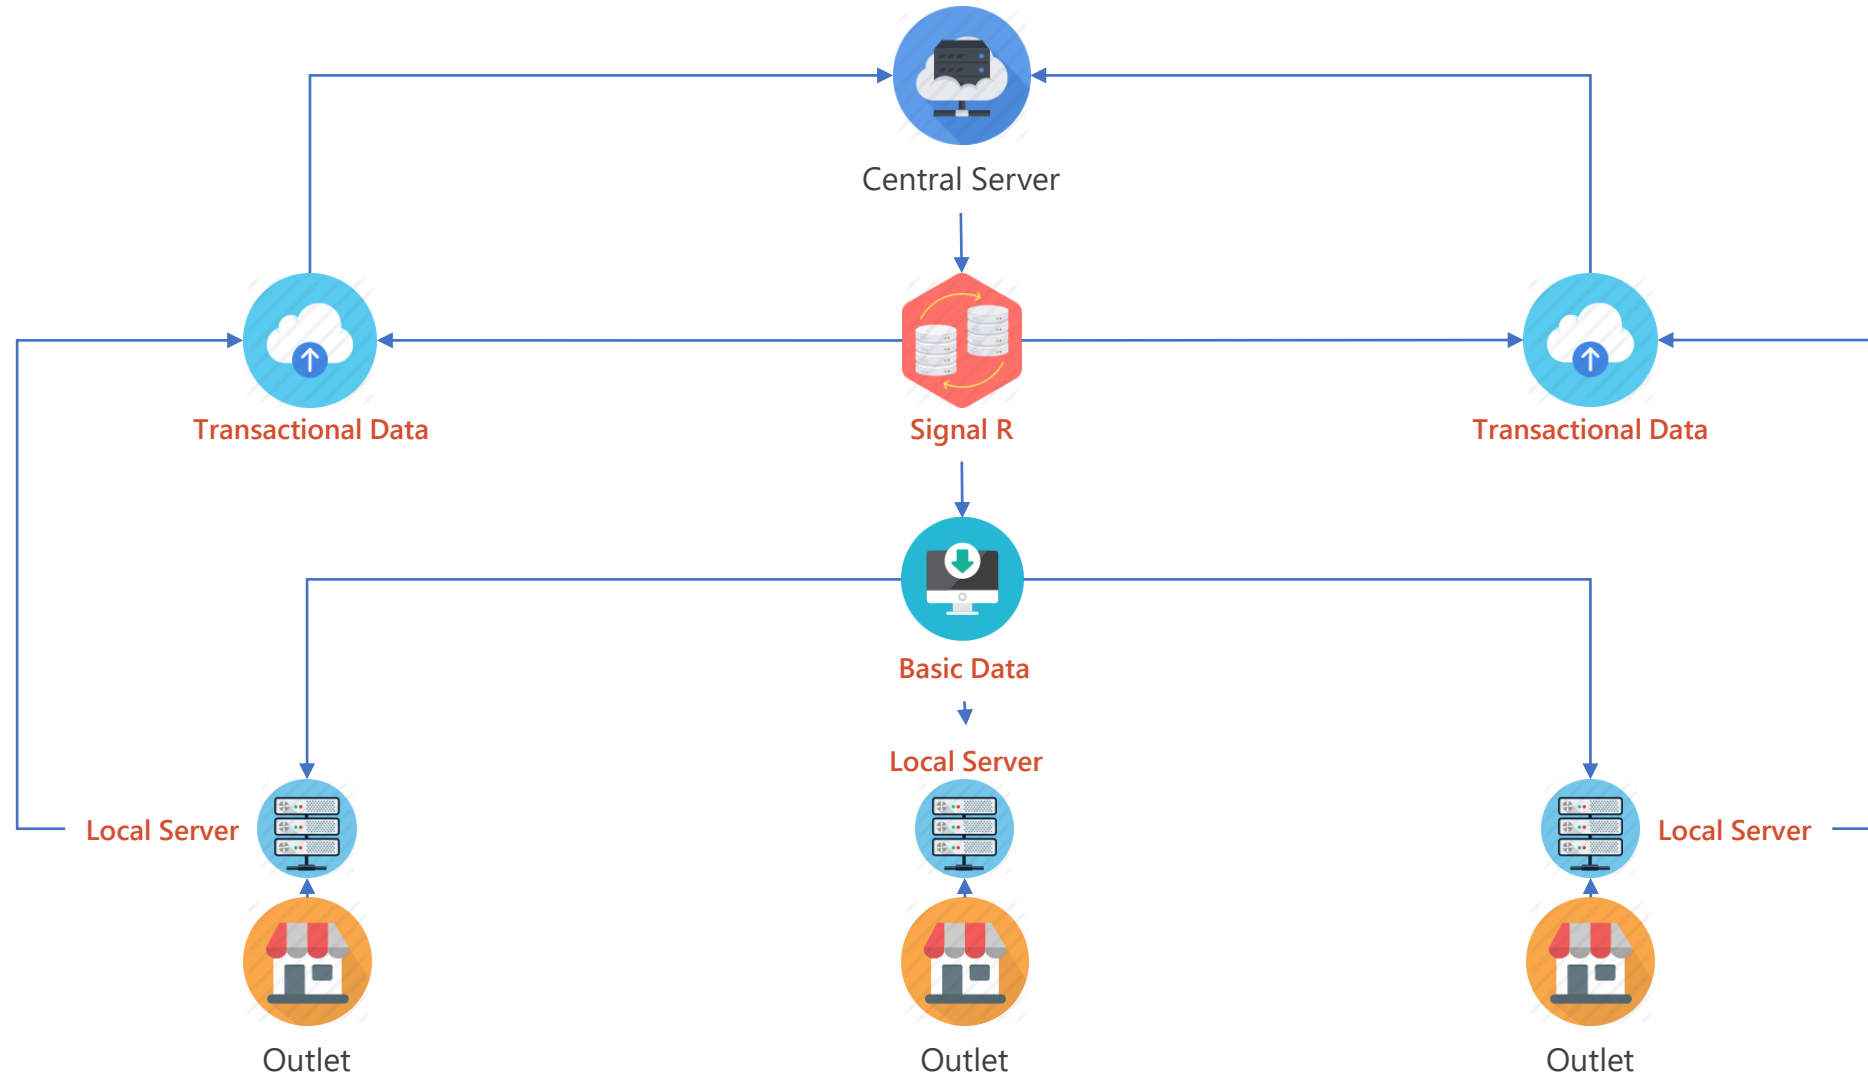 Central Server
Transactional Data
Signal R
Transactional Data
Basic Data
Local Server
Local Server
Local Server
Outlet
Outlet
Outlet